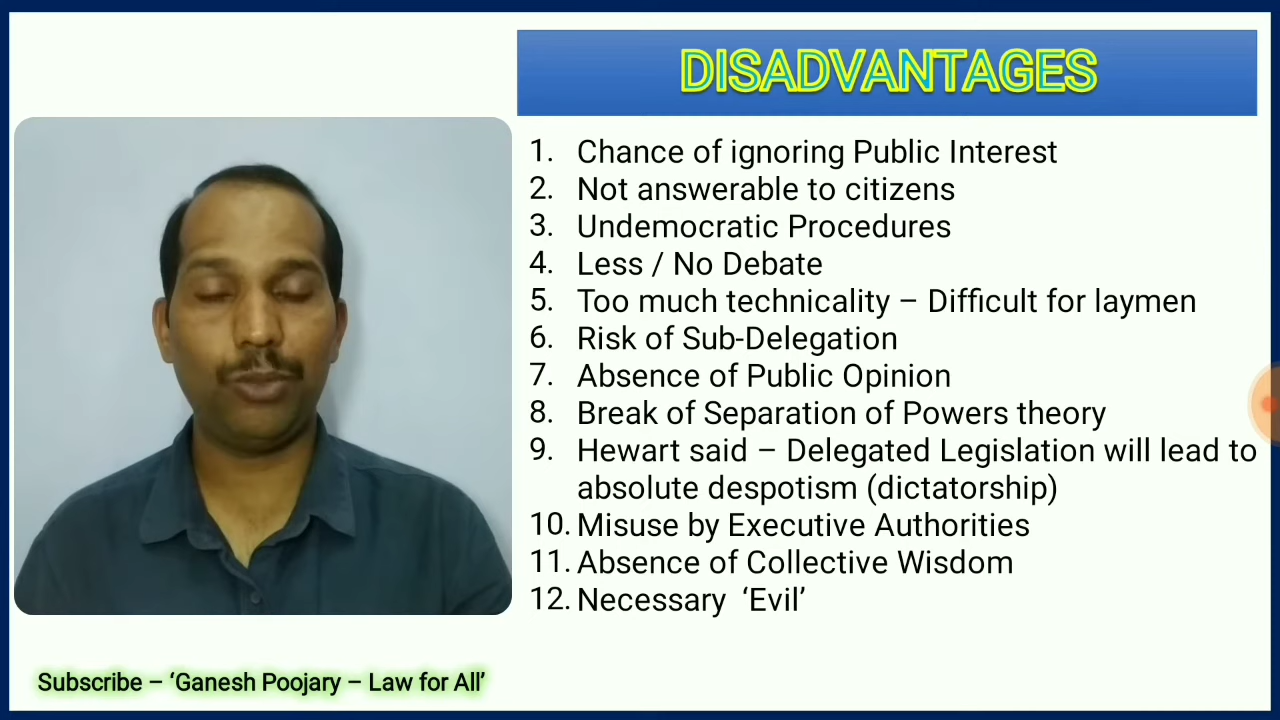 DISADVANTAGES
1. Chance of ignoring Public Interest
2. Not answerable to citizens
3. Undemocratic Procedures
4. Less / No Debate
5. Too much technicality – Difficult for laymen
6. Risk of Sub-Delegation
7. Absence of Public Opinion
8. Break of Separation of Powers theory
9. Hewart said – Delegated Legislation will lead to
absolute despotism (dictatorship)
10. Misuse by Executive Authorities
11. Absence of Collective Wisdom
12. Necessary ‘Evil’
Subscribe – ‘Ganesh Poojary – Law for All’